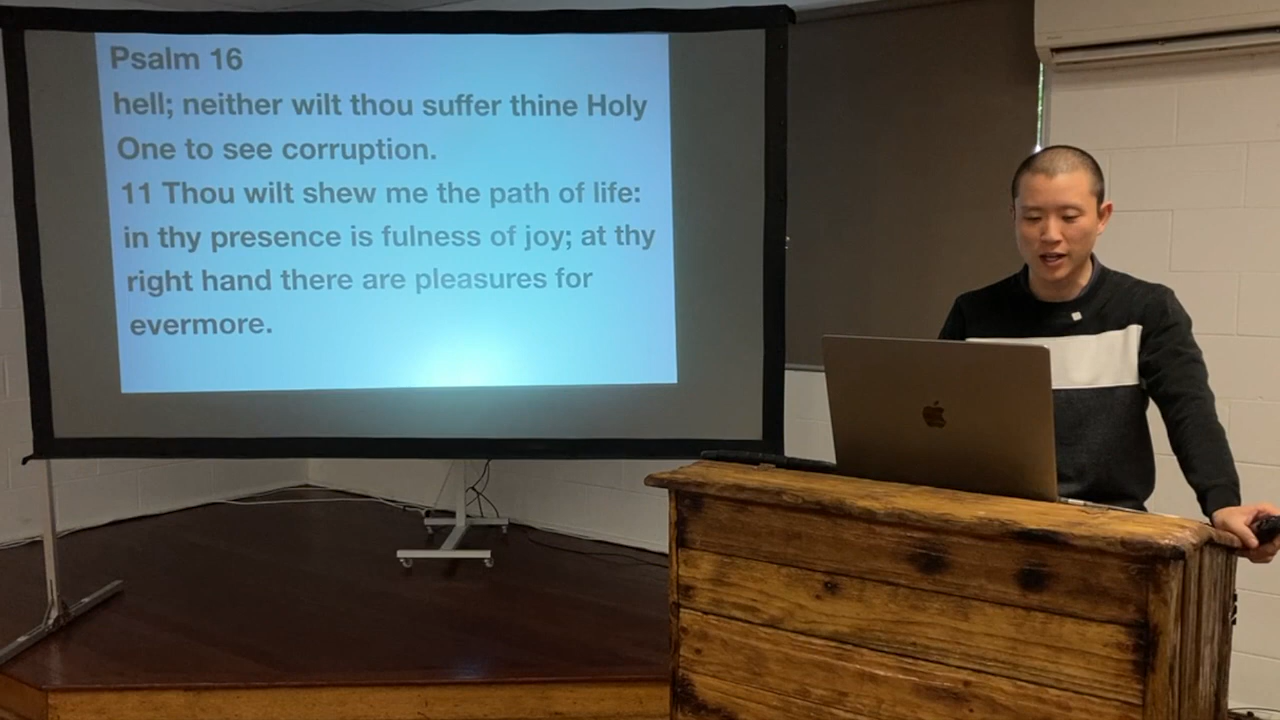 Psalm 16
hell; neither wilt thou suffer thine Holy
One to see corruption.
11 Thou wilt shew me the path of life:
in thy presence is fulness of joy; at thy
right hand there are pleasures for
evermore.